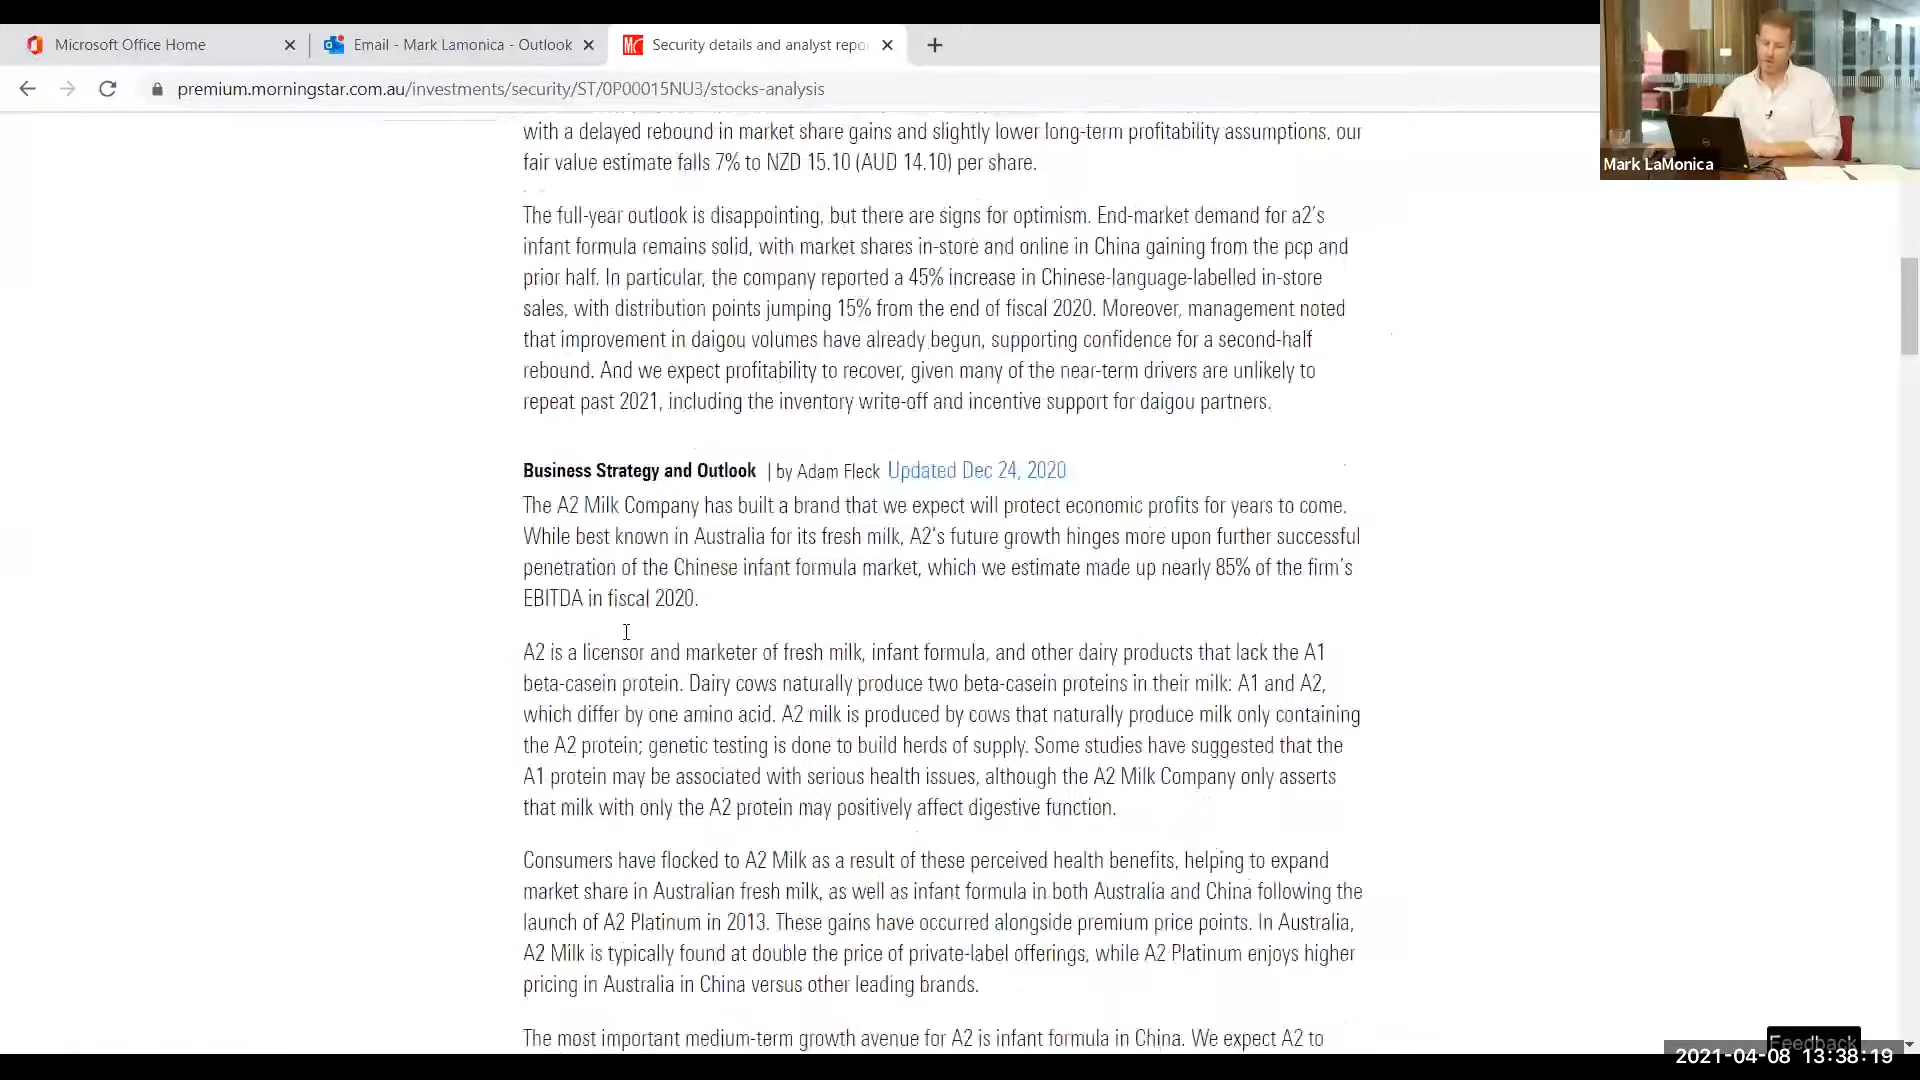 Microsoft Office Home
Email - Mark Lamonica - Outlook
Security details and analyst repo
premium.morningstar.com.au/investments/security/ST/0P00015NU3/stocks-analysis
Mark LaMonica
with a delayed rebound in market share gains and slightly lower long-term profitability assumptions, our
fair value estimate falls 7% to NZD 15.10 (AUD 14.10) per share.
The full-year outlook is disappointing, but there are signs for optimism. End-market demand for a2's
infant formula remains solid, with market shares in-store and online in China gaining from the pcp and
prior half. In particular, the company reported a 45% increase in Chinese-language-labelled in-store
sales, with distribution points jumping 15% from the end of fiscal 2020. Moreover, management noted
that improvement in daigou volumes have already begun, supporting confidence for a second-half
rebound. And we expect profitability to recover, given many of the near-term drivers are unlikely to
repeat past 2021, including the inventory write-off and incentive support for daigou partners.
Business Strategy and Outlook | by Adam Fleck Updated Dec 24, 2020
The A2 Milk Company has built a brand that we expect will protect economic profits for years to come.
While best known in Australia for its fresh milk, A2's future growth hinges more upon further successful
penetration of the Chinese infant formula market, which we estimate made up nearly 85% of the firm's
EBITDA in fiscal 2020.
A2 is a licensor and marketer of fresh milk, infant formula, and other dairy products that lack the A1
beta-casein protein. Dairy cows naturally produce two beta-casein proteins in their milk: A1 and A2,
which differ by one amino acid. A2 milk is produced by cows that naturally produce milk only containing
the A2 protein; genetic testing is done to build herds of supply. Some studies have suggested that the
A1 protein may be associated with serious health issues, although the A2 Milk Company only asserts
that milk with only the A2 protein may positively affect digestive function.
Consumers have flocked to A2 Milk as a result of these perceived health benefits, helping to expand
market share in Australian fresh milk, as well as infant formula in both Australia and China following the
launch of A2 Platinum in 2013. These gains have occurred alongside premium price points. In Australia,
A2 Milk is typically found at double the price of private-label offerings, while A2 Platinum enjoys higher
pricing in Australia in China versus other leading brands.
The most important medium-term growth avenue for A2 is infant formula in China. We expect A2 to
Feedback
2021-04-08 13:38:19